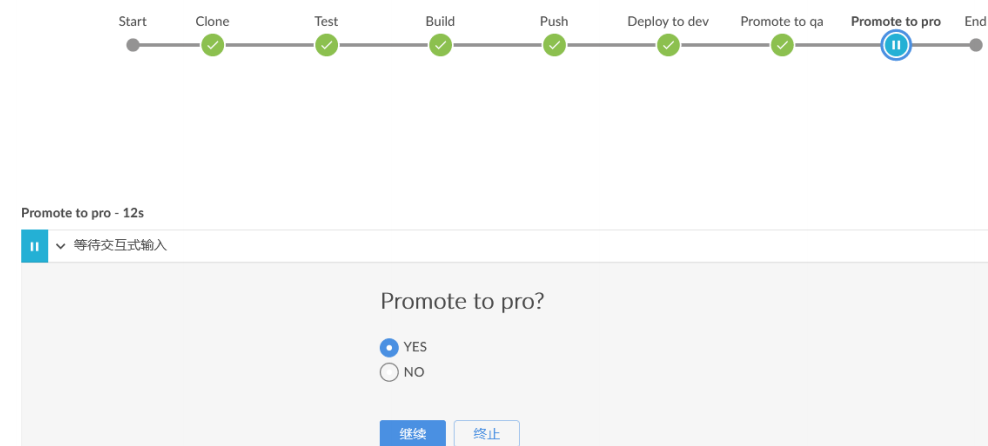 Start Clone Test Build Push Deploy to dev Promote to qa Promote to pro End
Promote to pro - 12s
等待交互式输入
Promote to pro?
YES
NO
继续 终止